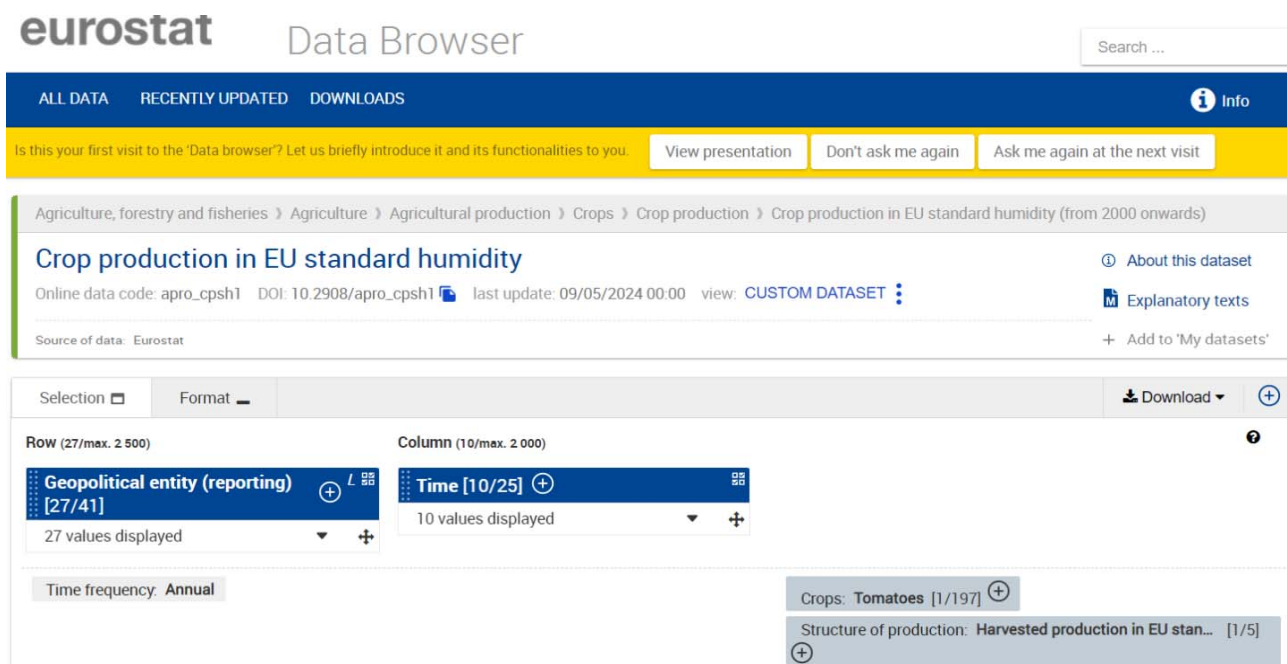 eurostat
Data Browser
Search ...
ALL DATA RECENTLY UPDATED DOWNLOADS
Info
Is this your first visit to the 'Data browser'? Let us briefly introduce it and its functionalities to you.
View presentation
Don't ask me again
Ask me again at the next visit
Agriculture, forestry and fisheries 》 Agriculture 》 Agricultural production 》 Crops 》 Crop production 》 Crop production in EU standard humidity (from 2000 onwards)
Crop production in EU standard humidity
About this dataset
Online data code: apro_cpsh1 DOI: 10.2908/apro_cpsh1 last update: 09/05/2024 00:00 view: CUSTOM DATASET
Explanatory texts
Source of data: Eurostat
+ Add to 'My datasets'
Selection
Format
Download
Row (27/max. 2 500)
Column (10/max. 2 000)
Geopolitical entity (reporting)
[27/41]
L
27 values displayed
Time [10/25]
10 values displayed
Time frequency: Annual
Crops: Tomatoes [1/197]
Structure of production: Harvested production in EU stan... [1/5]